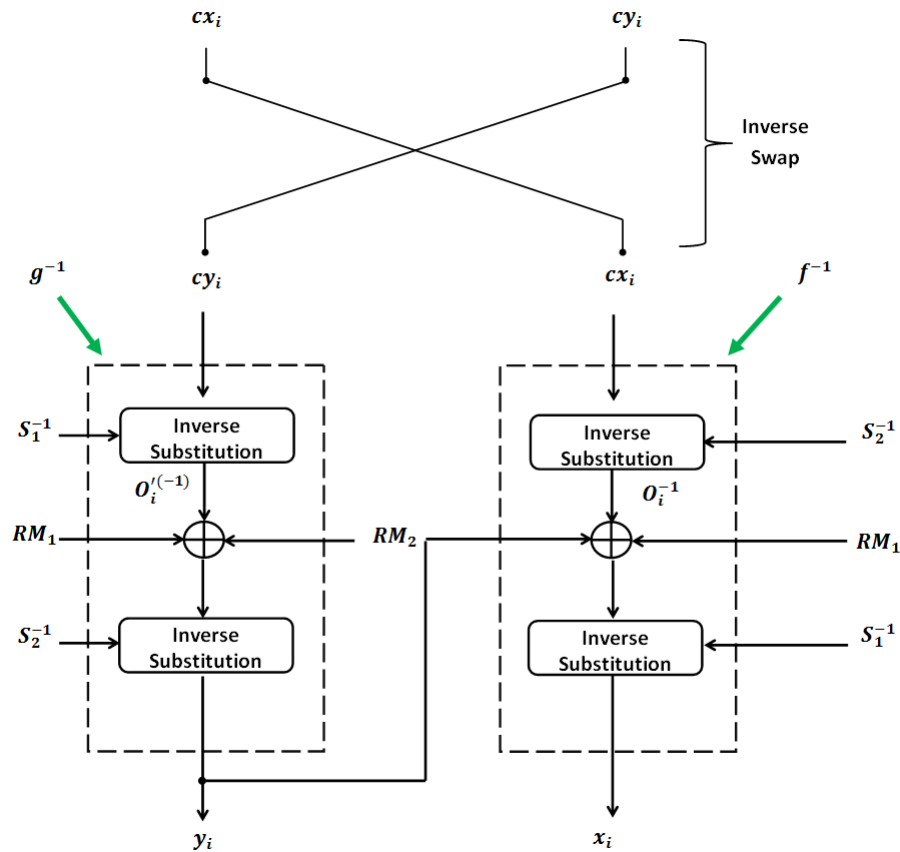 cx_i cy_i
Inverse
Swap
cy_i cx_i
g^{-1} f^{-1}
S_1^{-1} Inverse
Substitution
Inverse
Substitution S_2^{-1}
O_i^{'(-1)} O_i^{-1}
RM_1 RM_2 RM_1
S_2^{-1} Inverse
Substitution
Inverse
Substitution S_1^{-1}
y_i x_i